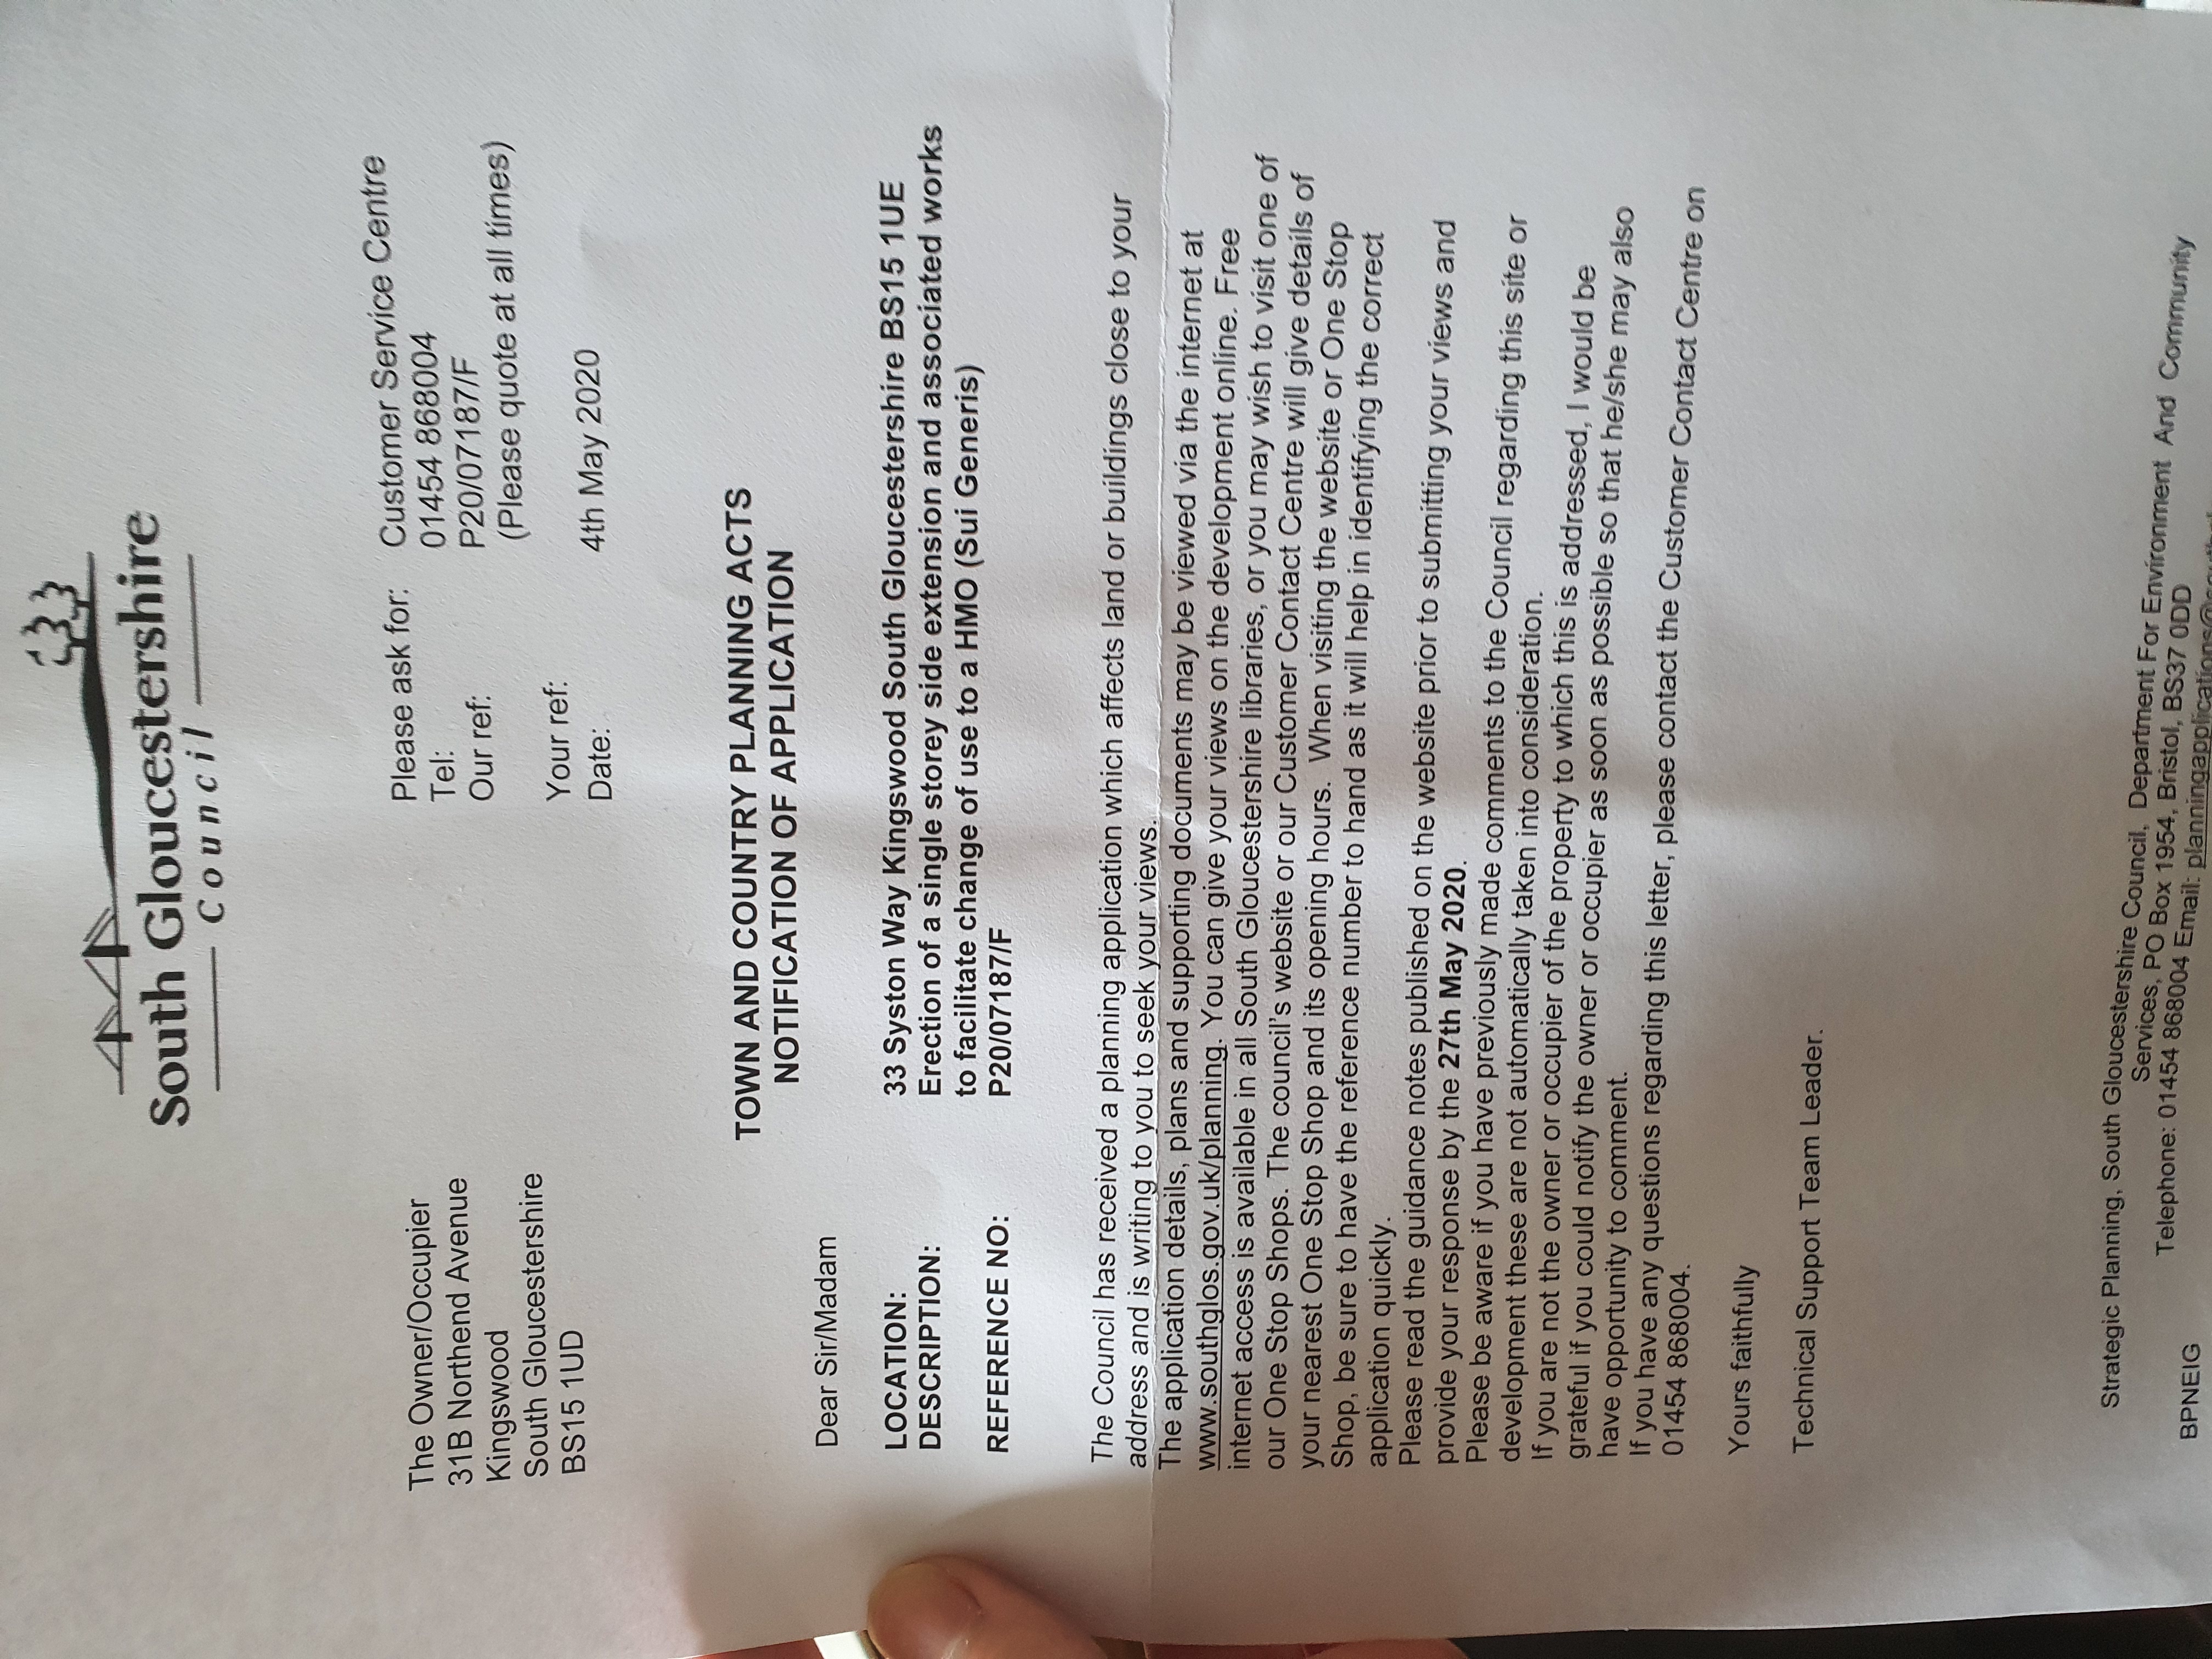 South Gloucestershire
Council
The Owner/Occupier
31B Northend Avenue
Kingswood
South Gloucestershire
BS15 1UD
Please ask for: Customer Service Centre
Tel: 01454 868004
Our ref: P20/07187/F
(Please quote at all times)
Your ref:
Date: 4th May 2020
TOWN AND COUNTRY PLANNING ACTS
NOTIFICATION OF APPLICATION
Dear Sir/Madam
LOCATION: 33 Syston Way Kingswood South Gloucestershire BS15 1UE
DESCRIPTION: Erection of a single storey side extension and associated works
to facilitate change of use to a HMO (Sui Generis)
REFERENCE NO: P20/07187/F
The Council has received a planning application which affects land or buildings close to your
address and is writing to you to seek your views.
The application details, plans and supporting documents may be viewed via the internet at
www.southglos.gov.uk/planning. You can give your views on the development online. Free
internet access is available in all South Gloucestershire libraries, or you may wish to visit one of
our One Stop Shops. The council's website or our Customer Contact Centre will give details of
your nearest One Stop Shop and its opening hours. When visiting the website or One Stop
Shop, be sure to have the reference number to hand as it will help in identifying the correct
application quickly.
Please read the guidance notes published on the website prior to submitting your views and
provide your response by the 27th May 2020.
Please be aware if you have previously made comments to the Council regarding this site or
development these are not automatically taken into consideration.
If you are not the owner or occupier of the property to which this is addressed, I would be
grateful if you could notify the owner or occupier as soon as possible so that he/she may also
have opportunity to comment.
If you have any questions regarding this letter, please contact the Customer Contact Centre on
01454 868004.
Yours faithfully
Technical Support Team Leader.
Strategic Planning, South Gloucestershire Council, Department For Environment And Community
Services, PO Box 1954, Bristol, BS37 0DD
Telephone: 01454 868004 Email:
BPNEIG